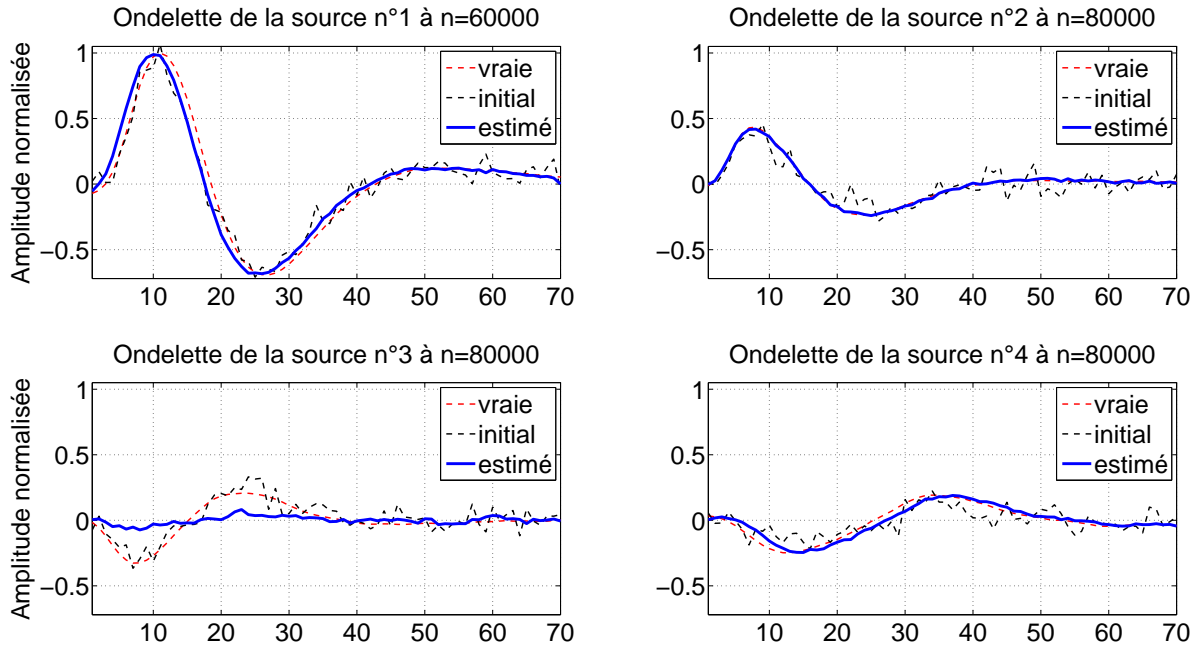 Ondelette de la source n°1 à n=60000
Amplitude normalisée
1
0.5
0
−0.5
10 20 30 40 50 60 70
vraie
initial
estimé
Ondelette de la source n°2 à n=80000
1
0.5
0
−0.5
10 20 30 40 50 60 70
vraie
initial
estimé
Ondelette de la source n°3 à n=80000
Amplitude normalisée
1
0.5
0
−0.5
10 20 30 40 50 60 70
vraie
initial
estimé
Ondelette de la source n°4 à n=80000
1
0.5
0
−0.5
10 20 30 40 50 60 70
vraie
initial
estimé